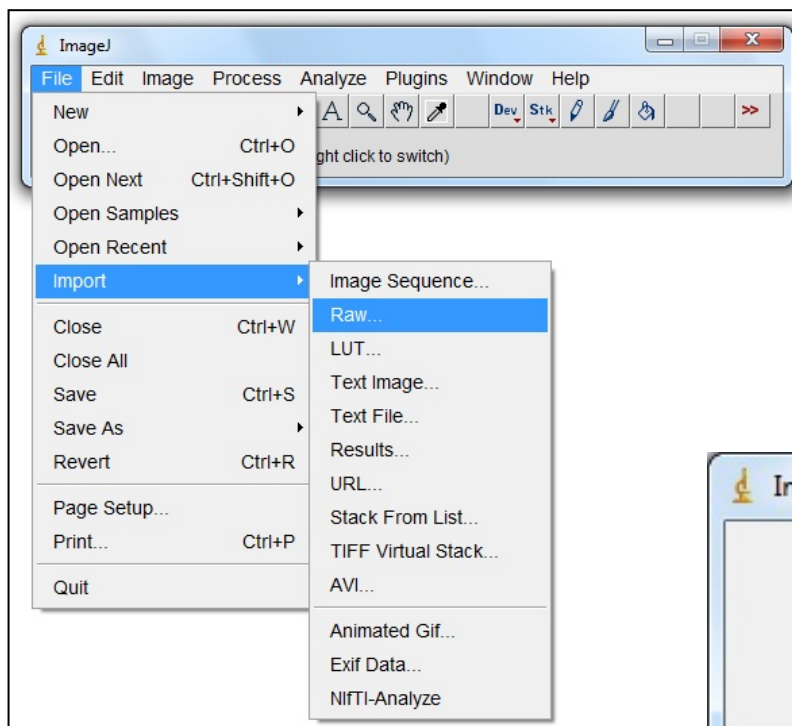 ImageJ
File Edit Image Process Analyze Plugins Window Help
A Dev Stk >>
ght click to switch)
New
Open... Ctrl+O
Open Next Ctrl+Shift+O
Open Samples
Open Recent
Import
Close Ctrl+W
Close All
Save Ctrl+S
Save As
Revert Ctrl+R
Page Setup...
Print... Ctrl+P
Quit
Image Sequence...
Raw...
LUT...
Text Image...
Text File...
Results...
URL...
Stack From List...
TIFF Virtual Stack...
AVI...
Animated Gif...
Exif Data...
NIfTI-Analyze